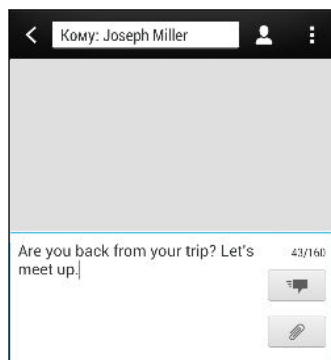 Кому: Joseph Miller
Are you back from your trip? Let's
43/160
meet up.